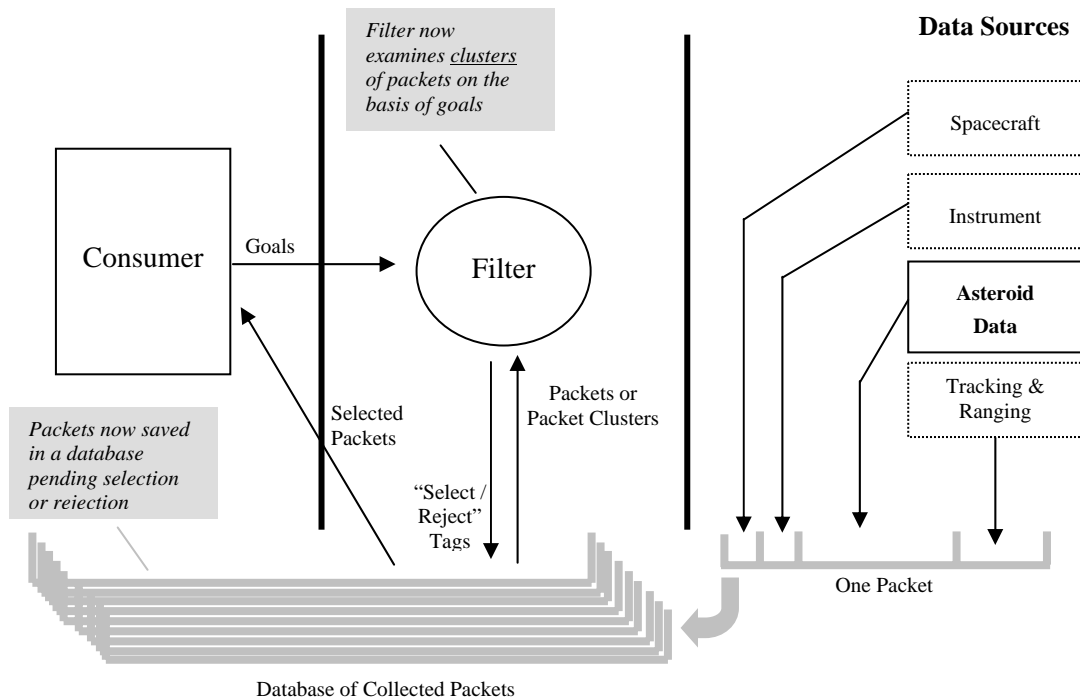 Filter now
examines clusters
of packets on the
basis of goals
Data Sources
Spacecraft
Instrument
Asteroid
Data
Tracking &
Ranging
Consumer
Goals
Filter
Packets or
Packet Clusters
Selected
Packets
“Select /
Reject”
Tags
Packets now saved
in a database
pending selection
or rejection
One Packet
Database of Collected Packets